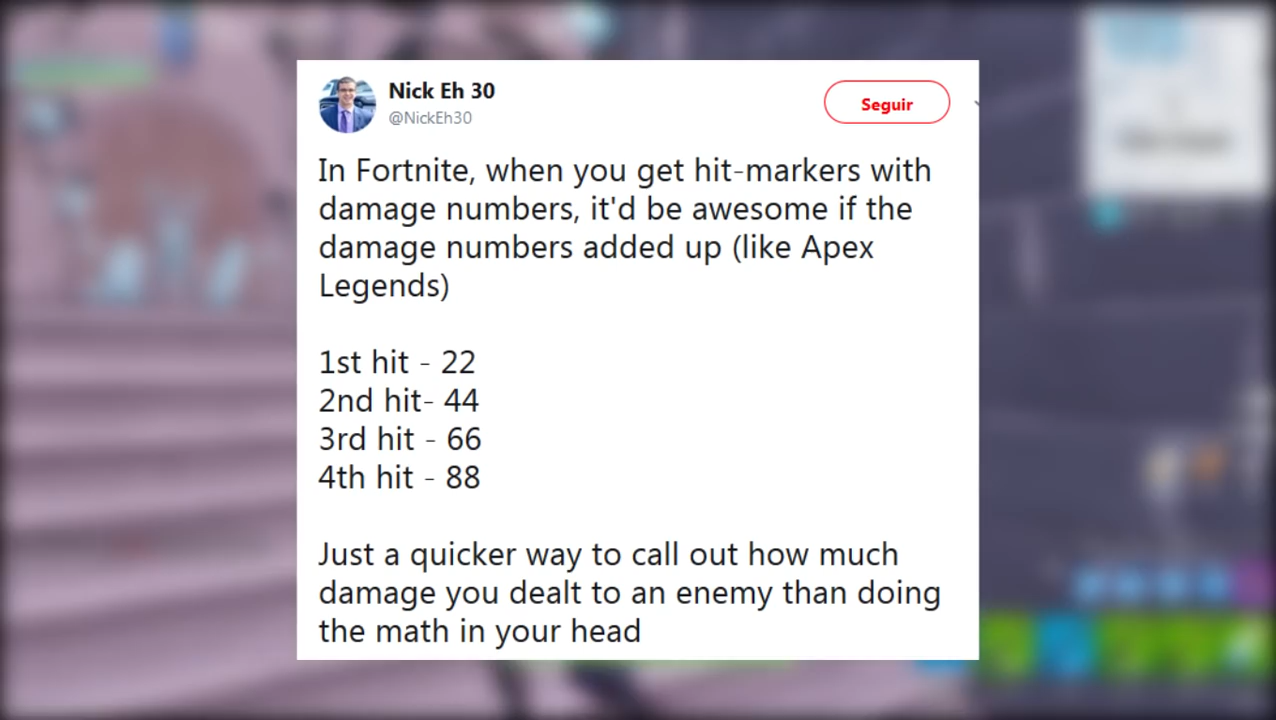 Nick Eh 30
@NickEh30
Seguir
In Fortnite, when you get hit-markers with
damage numbers, it'd be awesome if the
damage numbers added up (like Apex
Legends)
1st hit - 22
2nd hit- 44
3rd hit - 66
4th hit - 88
Just a quicker way to call out how much
damage you dealt to an enemy than doing
the math in your head